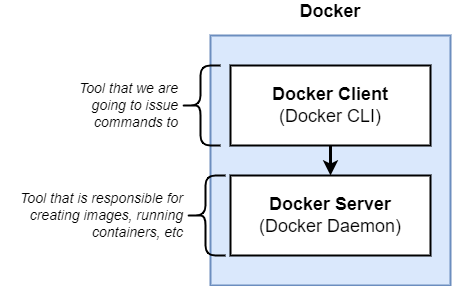 Docker
Tool that we are
going to issue
commands to
Docker Client
(Docker CLI)
Tool that is responsible for
creating images, running
containers, etc
Docker Server
(Docker Daemon)